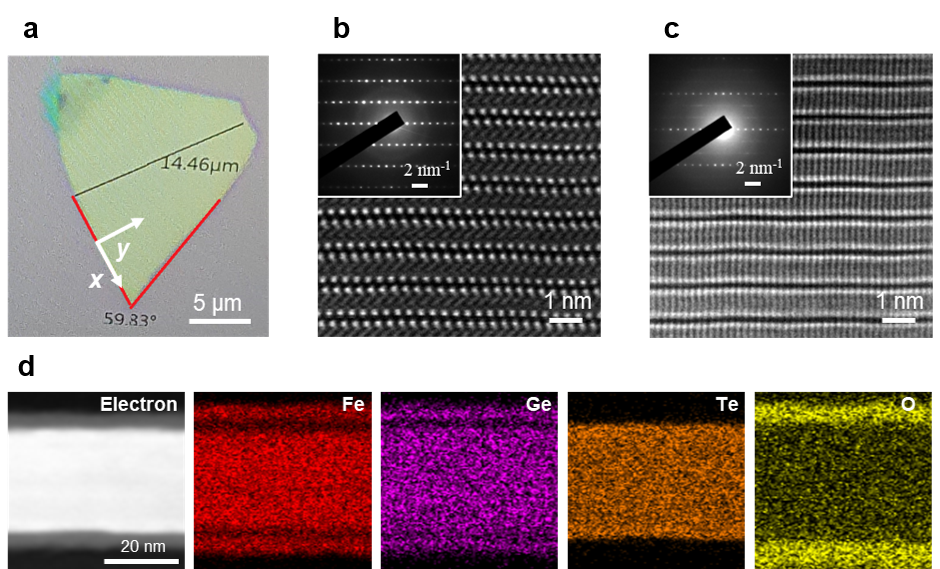 a
b
c
14.46μm
y
x
59.83°
5 μm
2 nm-1
1 nm
2 nm-1
1 nm
d
Electron
Fe
Ge
Te
O
20 nm